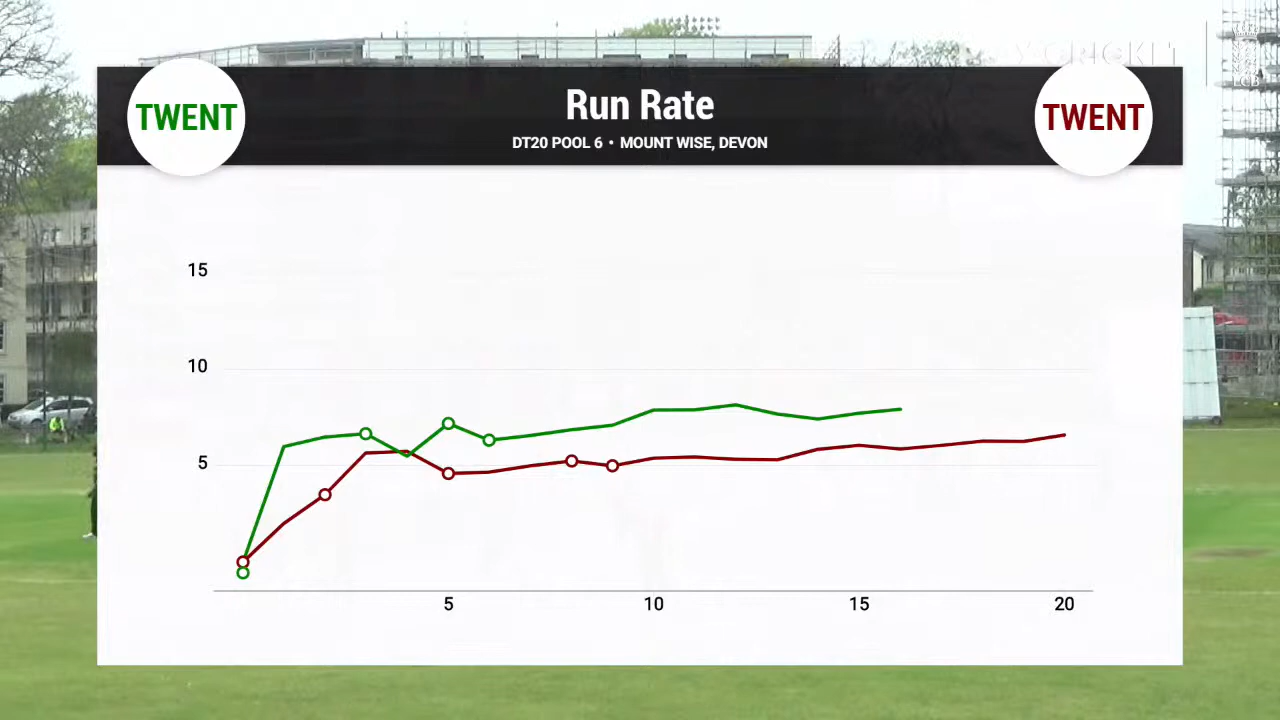 TWENT
Run Rate
DT20 POOL 6 • MOUNT WISE, DEVON
TWENT
15
10
5
5
10
15
20